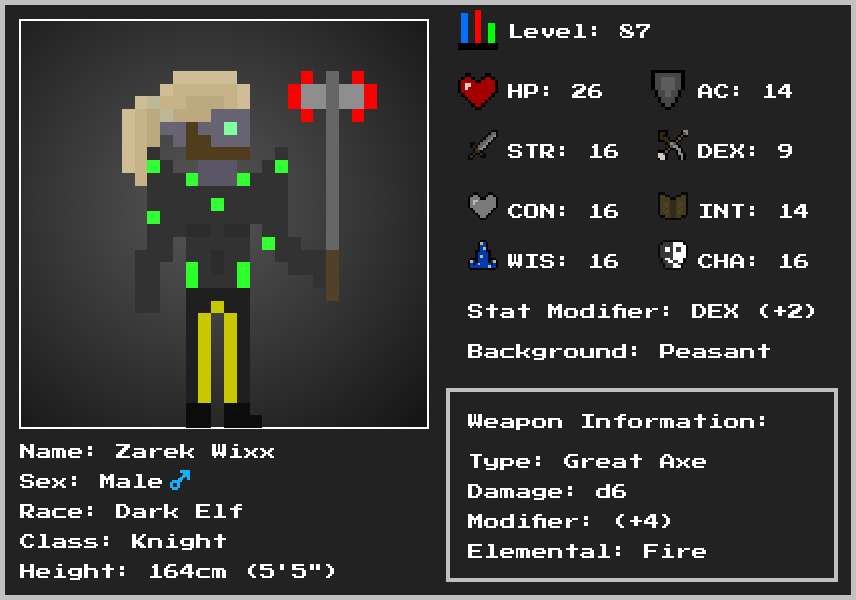 Level: 87
HP: 26
AC: 14
STR: 16
DEX: 9
CON: 16
INT: 14
WIS: 16
CHA: 16
Stat Modifier: DEX (+2)
Background: Peasant
Weapon Information:
Type: Great Axe
Damage: d6
Modifier: (+4)
Elemental: Fire
Name: Zarek Wixx
Sex: Male ♂
Race: Dark Elf
Class: Knight
Height: 164cm (5'5")